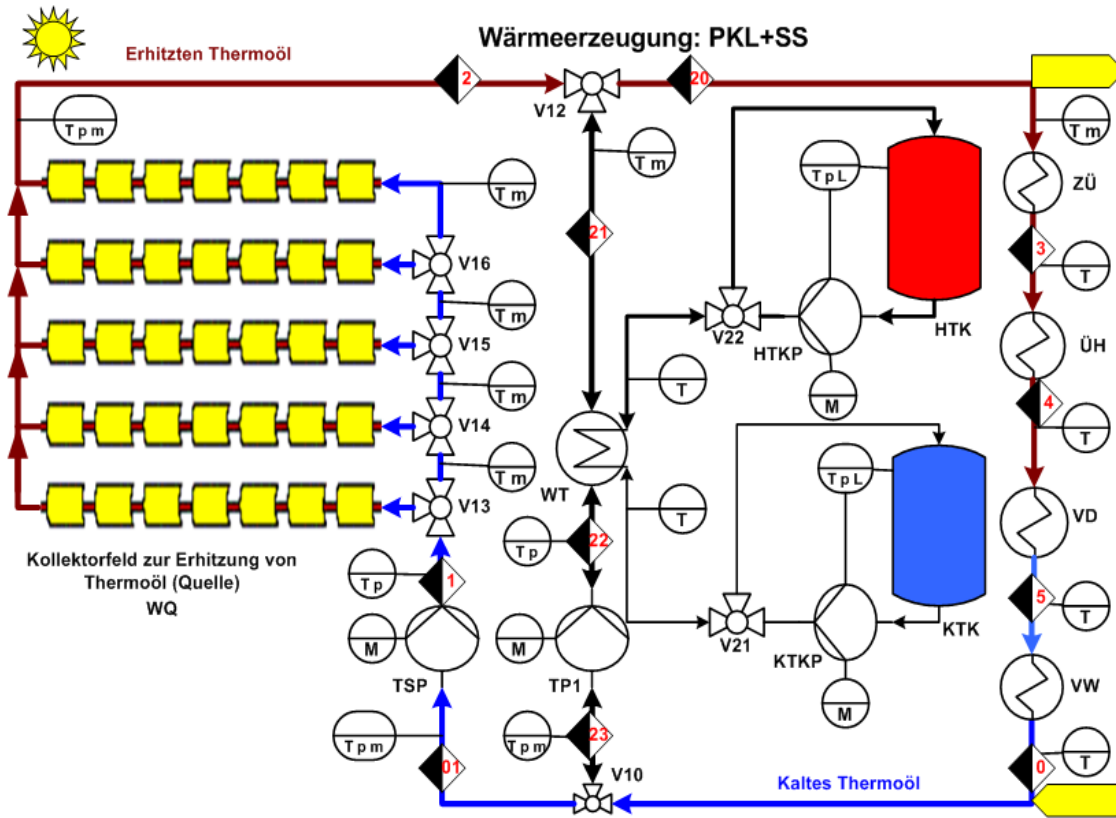 Wärmeerzeugung: PKL+SS
Erhitzten Thermoöl
2
20
V12
T p m
T m
T m
T m
T p L
ZÜ
21
3
T
V16
T m
V22
HTKP
HTK
ÜH
V15
T m
T
M
4
T
V14
T m
WT
T p L
V13
T
VD
Kollektorfeld zur Erhitzung von
Thermoöl (Quelle)
WQ
T p
1
T p
22
5
T
M
TSP
M
TP1
V21
KTKP
KTK
M
VW
T p m
01
T p m
23
V10
Kaltes Thermoöl
0
T